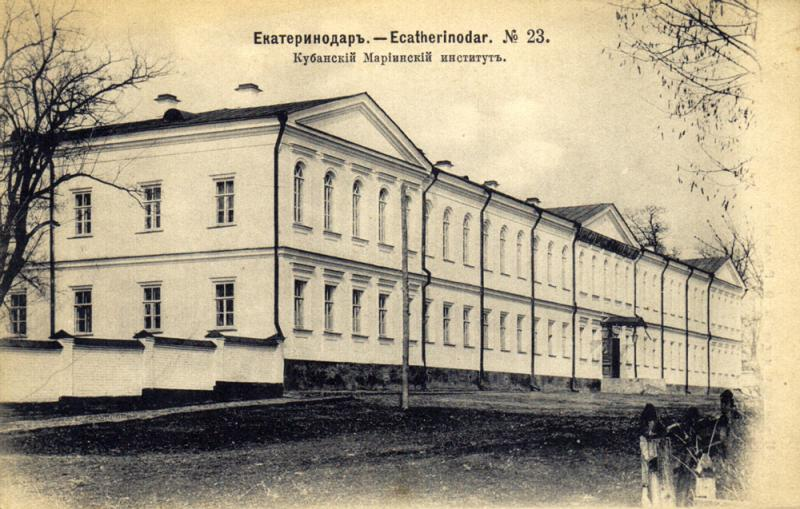 Екатеринодаръ. — Ecatherinodar. № 23.
Кубанскій Маріинскій институтъ.